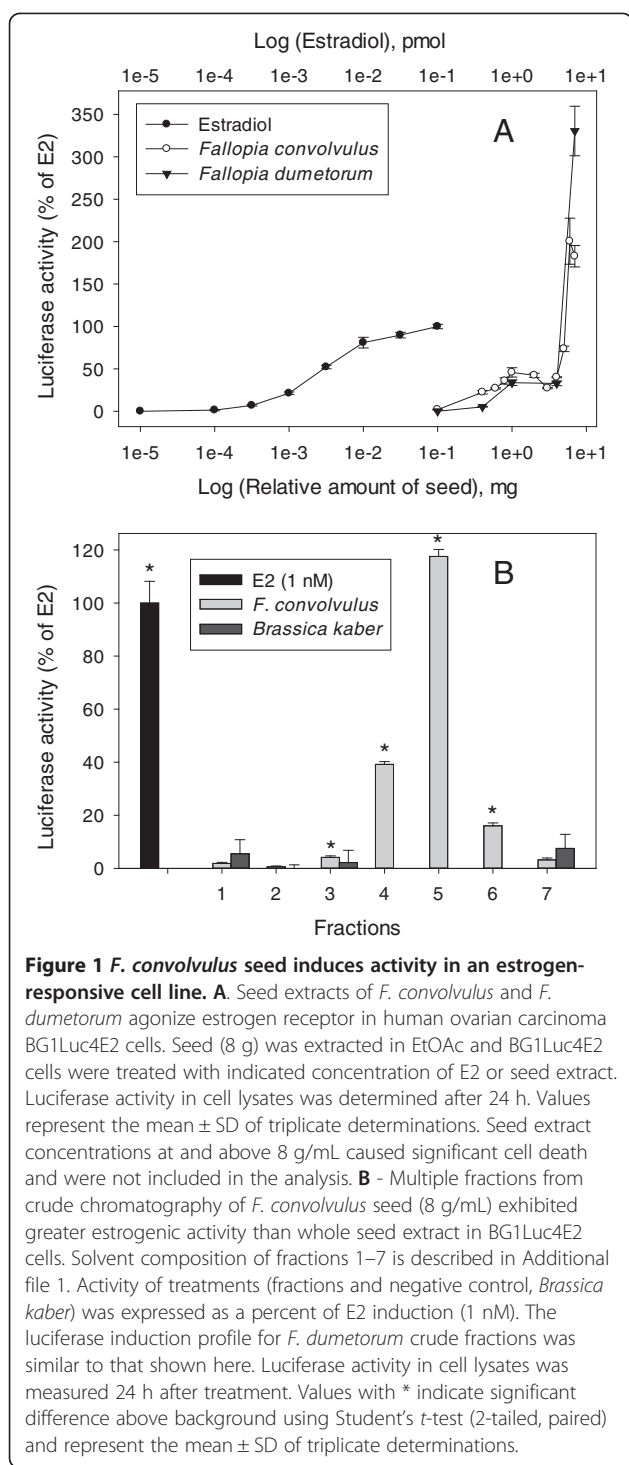 Log (Estradiol), pmol
1e-5 1e-4 1e-3 1e-2 1e-1 1e+0 1e+1
Luciferase activity (% of E2)
350
300
250
200
150
100
50
0
Estradiol
Fallopia convolvulus
Fallopia dumetorum
A
1e-5 1e-4 1e-3 1e-2 1e-1 1e+0 1e+1
Log (Relative amount of seed), mg
Luciferase activity (% of E2)
120
100
80
60
40
20
0
E2 (1 nM)
F. convolvulus
Brassica kaber
B
*
*
*
*
*
1 2 3 4 5 6 7
Fractions
Figure 1 F. convolvulus seed induces activity in an estrogen-
responsive cell line. A. Seed extracts of F. convolvulus and F.
dumetorum agonize estrogen receptor in human ovarian carcinoma
BG1Luc4E2 cells. Seed (8 g) was extracted in EtOAc and BG1Luc4E2
cells were treated with indicated concentration of E2 or seed extract.
Luciferase activity in cell lysates was determined after 24 h. Values
represent the mean ± SD of triplicate determinations. Seed extract
concentrations at and above 8 g/mL caused significant cell death
and were not included in the analysis. B - Multiple fractions from
crude chromatography of F. convolvulus seed (8 g/mL) exhibited
greater estrogenic activity than whole seed extract in BG1Luc4E2
cells. Solvent composition of fractions 1–7 is described in Additional
file 1. Activity of treatments (fractions and negative control, Brassica
kaber) was expressed as a percent of E2 induction (1 nM). The
luciferase induction profile for F. dumetorum crude fractions was
similar to that shown here. Luciferase activity in cell lysates was
measured 24 h after treatment. Values with * indicate significant
difference above background using Student's t-test (2-tailed, paired)
and represent the mean ± SD of triplicate determinations.